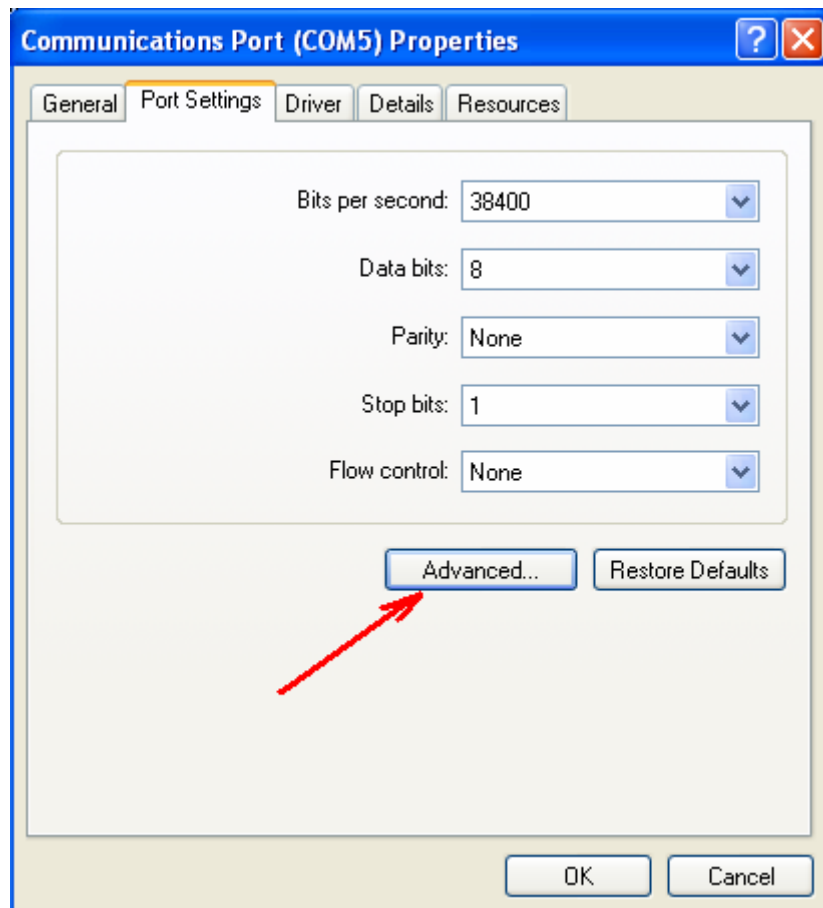 Communications Port (COM5) Properties
General Port Settings Driver Details Resources
Bits per second: 38400
Data bits: 8
Parity: None
Stop bits: 1
Flow control: None
Advanced... Restore Defaults
OK Cancel